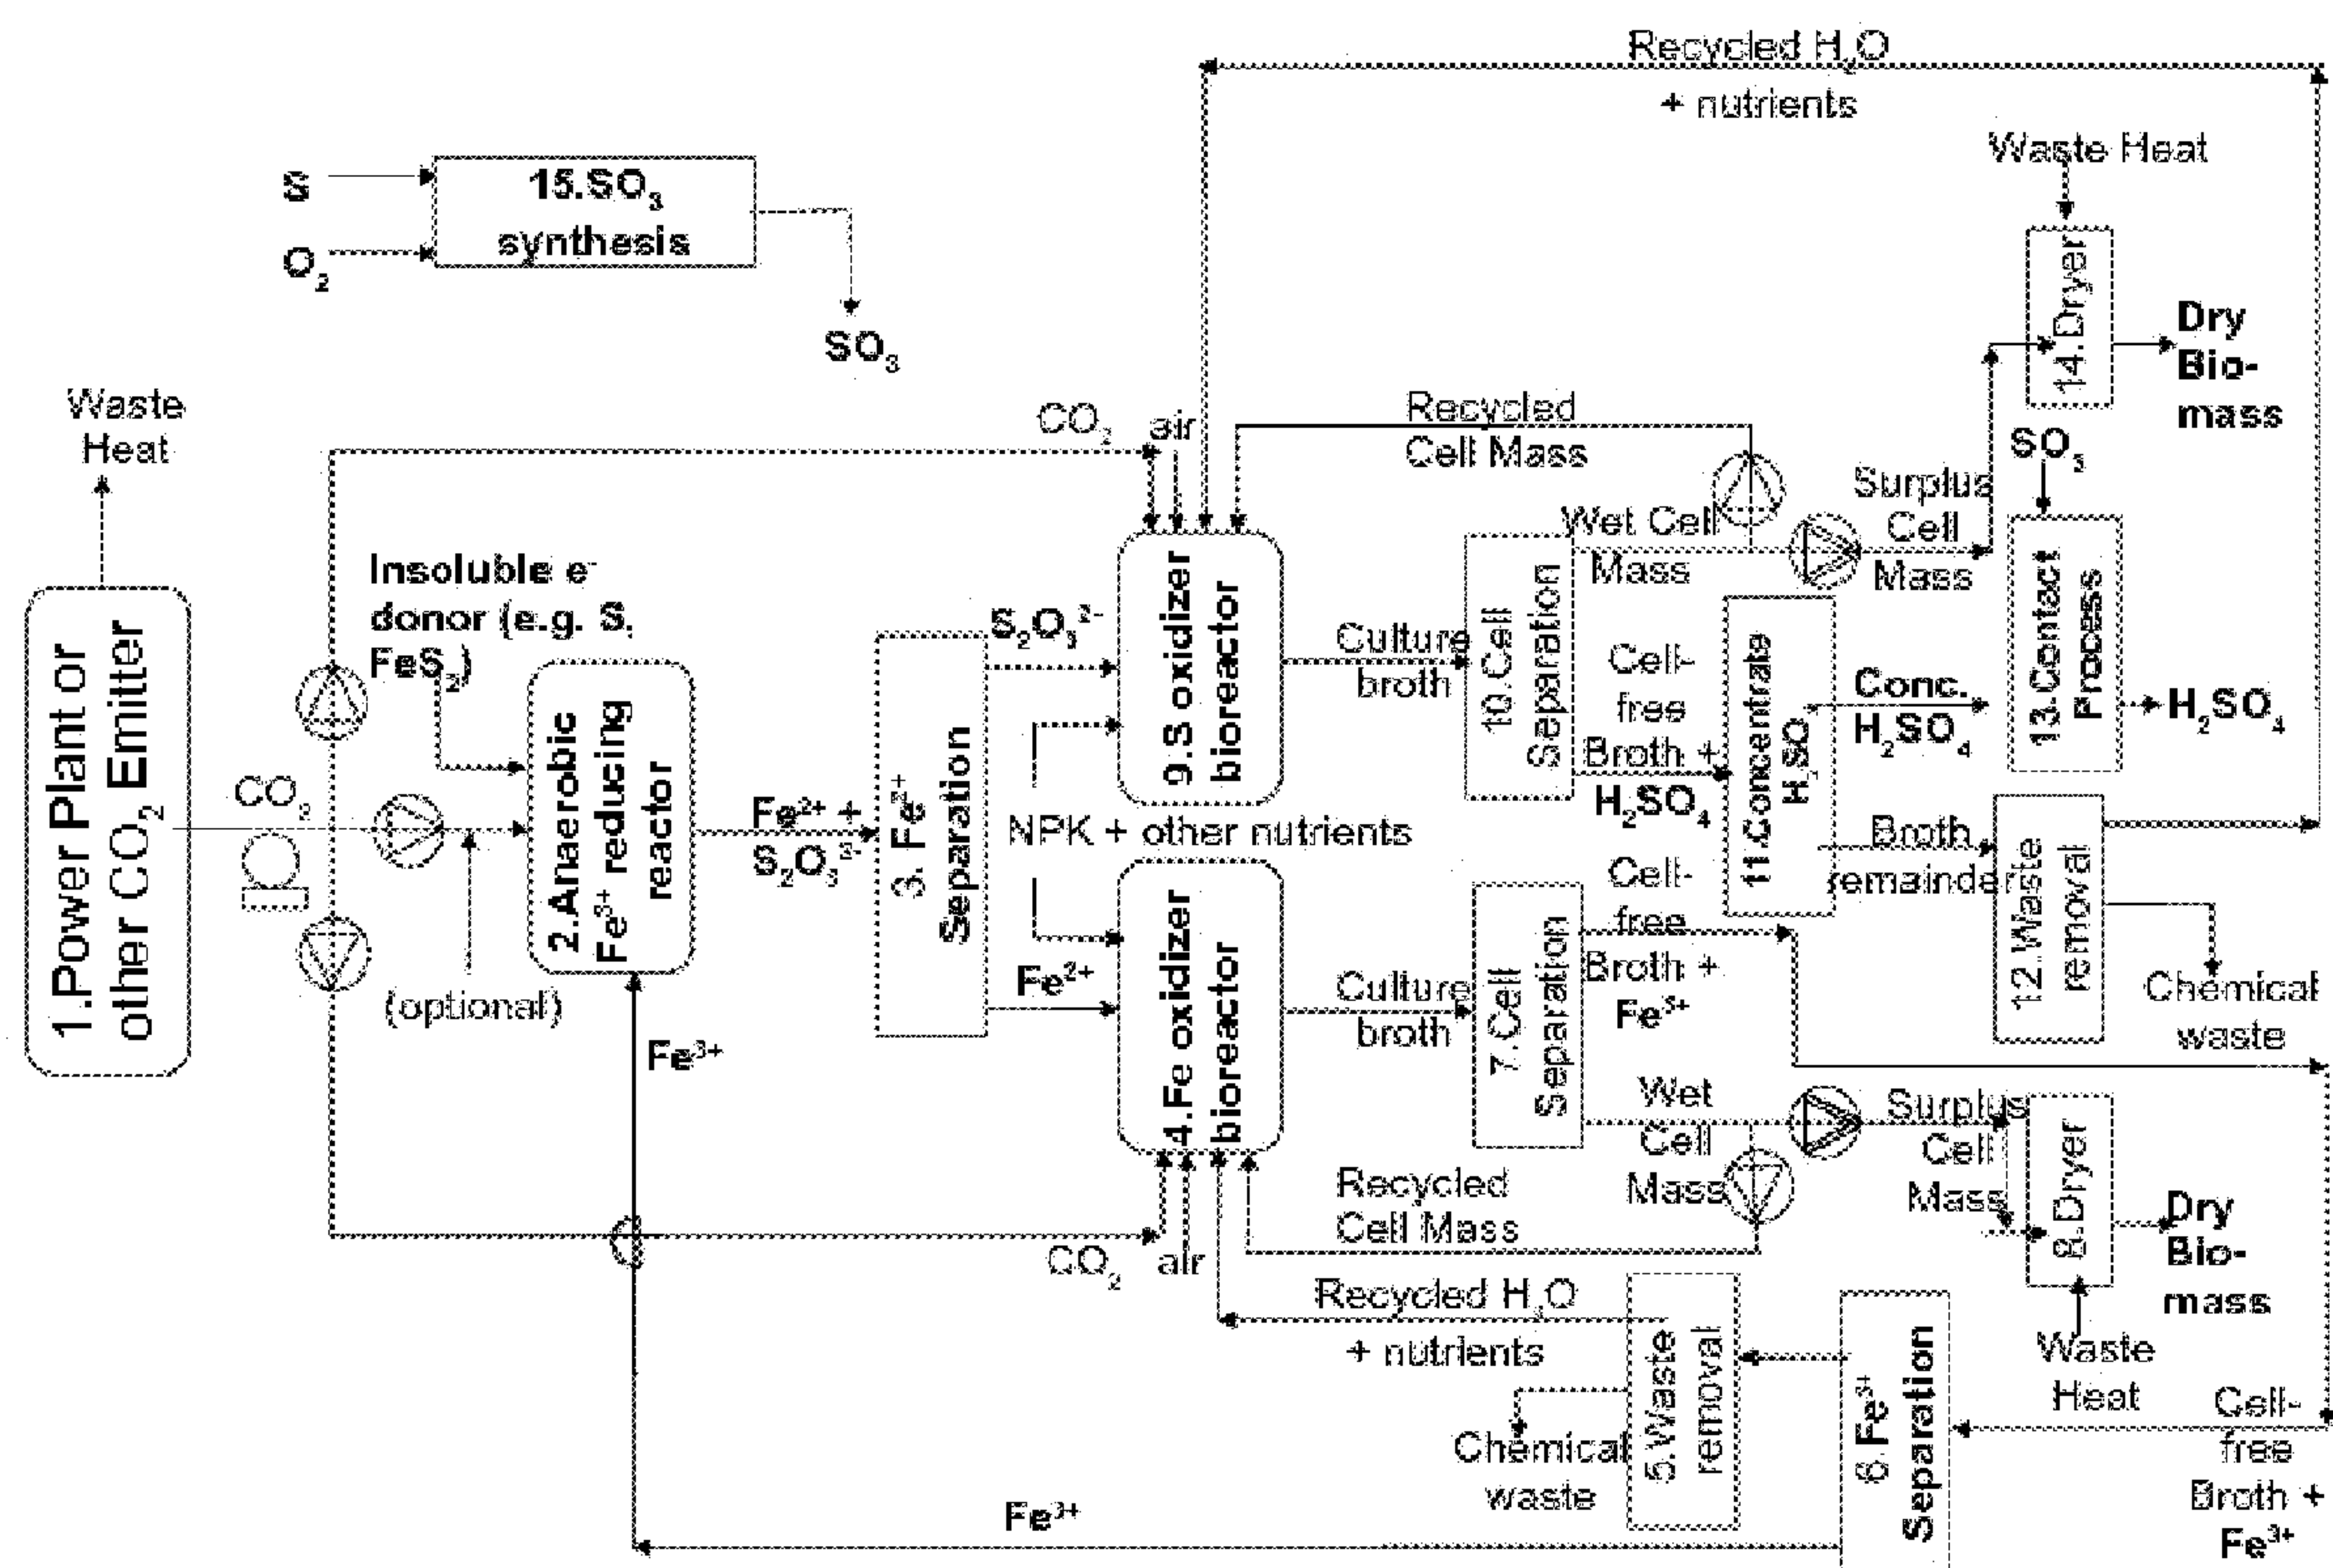 Recycled H₂O
+ nutrients
Waste Heat
S
O₂
15.SO₃
synthesis
SO₃
14.Dryer
Dry
Bio-
mass
Waste
Heat
CO₂
air
Recycled
Cell Mass
SO₃
Insoluble e⁻
donor (e.g. S,
FeS₂)
1.Power Plant or
other CO₂ Emitter
CO₂
(optional)
2.Anaerobic
Fe³⁺ reducing
reactor
Fe³⁺
Fe²⁺ +
S₂O₃²⁻
3. Fe²⁺
Separation
S₂O₃²⁻
Fe²⁺
NPK + other nutrients
9.S oxidizer
bioreactor
4.Fe oxidizer
bioreactor
Culture
broth
10.Cell
Separation
Wet Cell
Mass
Surplus
Cell
Mass
Cell-
free
Broth +
H₂SO₄
11.Concentrate
H₂SO
Conc.
H₂SO₄
13.Contact
Process
H₂SO₄
Broth
remainder
12.Waste
removal
Chemical
waste
Culture
broth
7.Cell
Separation
Cell-
free
Broth +
Fe³⁺
Wet
Cell
Mass
Surplus
Cell
Mass
8.Dryer
Dry
Bio-
mass
Waste
Heat
CO₂
air
Recycled
Cell Mass
Recycled H₂O
+ nutrients
5.Waste
removal
Chemical
waste
6.Fe³⁺
Separation
Cell-
free
Broth +
Fe³⁺
Fe³⁺